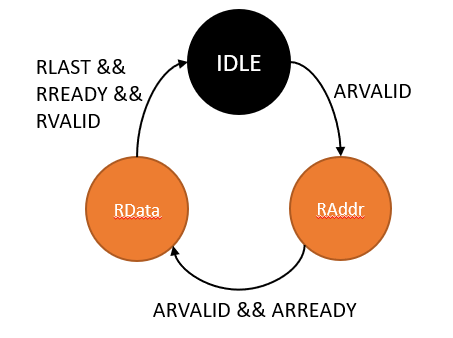 IDLE
RLAST &&
RREADY &&
RVALID
ARVALID
RData
RAddr
ARVALID && ARREADY